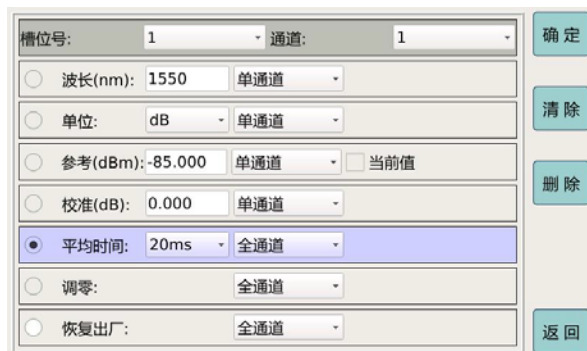 槽位号: 1 通道: 1
确定
波长(nm): 1550 单通道
清除
单位: dB 单通道
参考(dBm): -85.000 单通道 当前值
删除
校准(dB): 0.000 单通道
平均时间: 20ms 全通道
调零: 全通道
恢复出厂: 全通道
返回